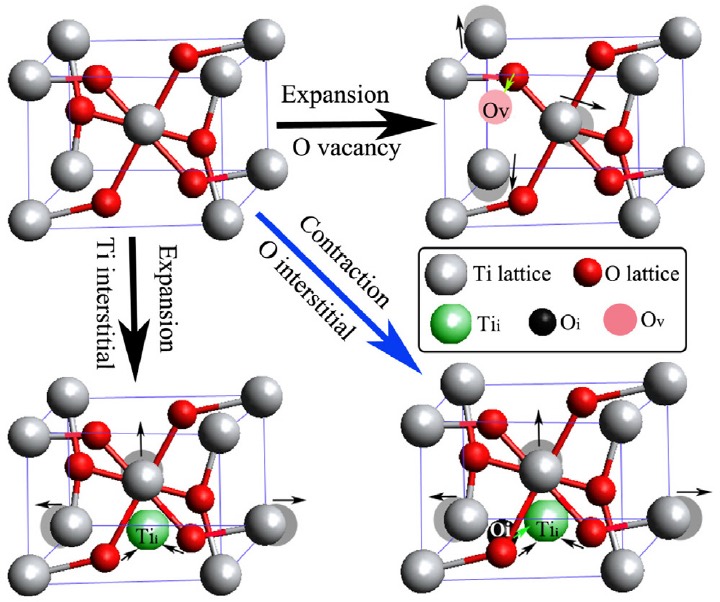 Expansion
O vacancy
Ov
Contraction
O interstitial
Expansion
Ti interstitial
Ti lattice
O lattice
Tii
Oi
Ov
Tii
Oi
Tii